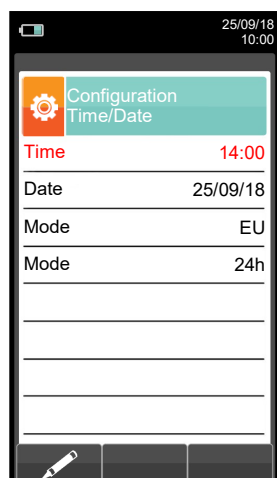 25/09/18
10:00
Configuration
Time/Date
Time 14:00
Date 25/09/18
Mode EU
Mode 24h